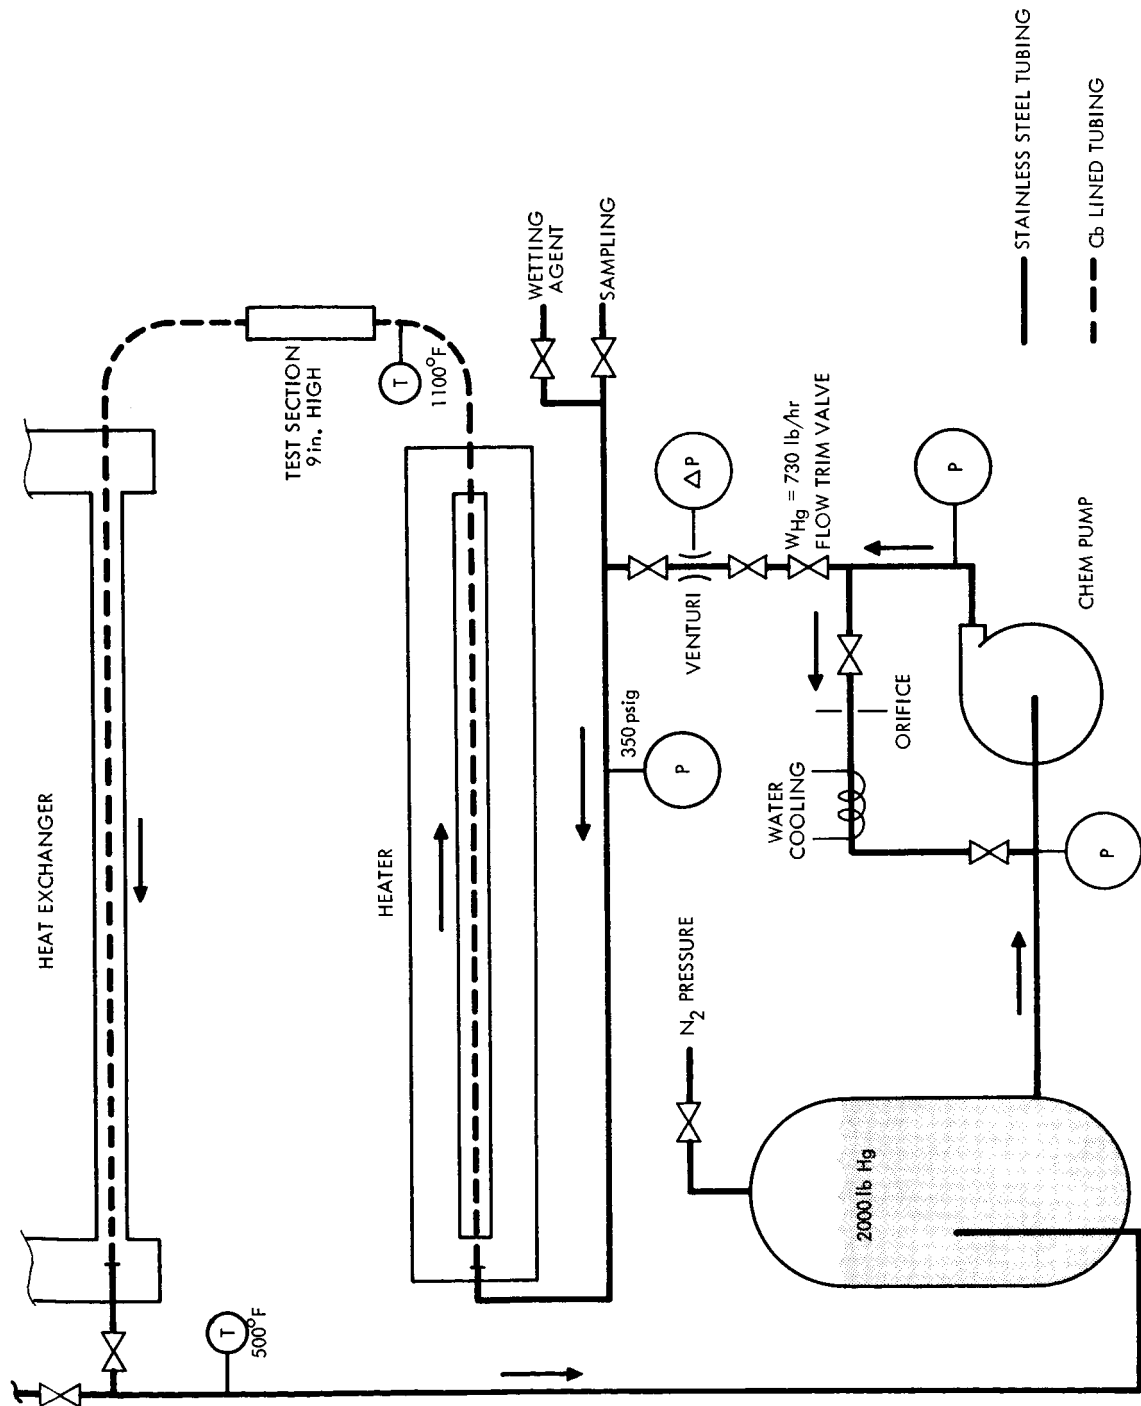 HEAT EXCHANGER
TEST SECTION
9 in. HIGH
T
1100°F
T
500°F
HEATER
WETTING
AGENT
SAMPLING
350 psig
P
VENTURI
ΔP
W_Hg = 730 lb/hr
FLOW TRIM VALVE
P
ORIFICE
WATER
COOLING
P
CHEM PUMP
N₂ PRESSURE
2000 lb Hg
STAINLESS STEEL TUBING
Cb LINED TUBING